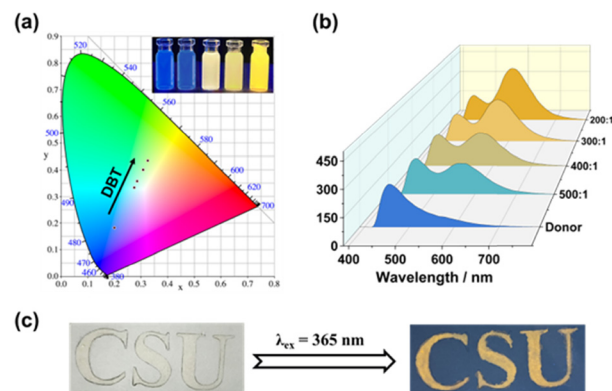 (a)
0.9
0.8
0.7
0.6
0.5
0.4
0.3
0.2
0.1
0.0
y
520
540
560
580
600
620
700
500
490
480
470
460
380
DBT
0.0 0.1 0.2 0.3 0.4 0.5 0.6 0.7 0.8
x
(b)
450
300
150
0
400 500 600 700
Wavelength / nm
200:1
300:1
400:1
500:1
Donor
(c)
CSU
λex = 365 nm
CSU